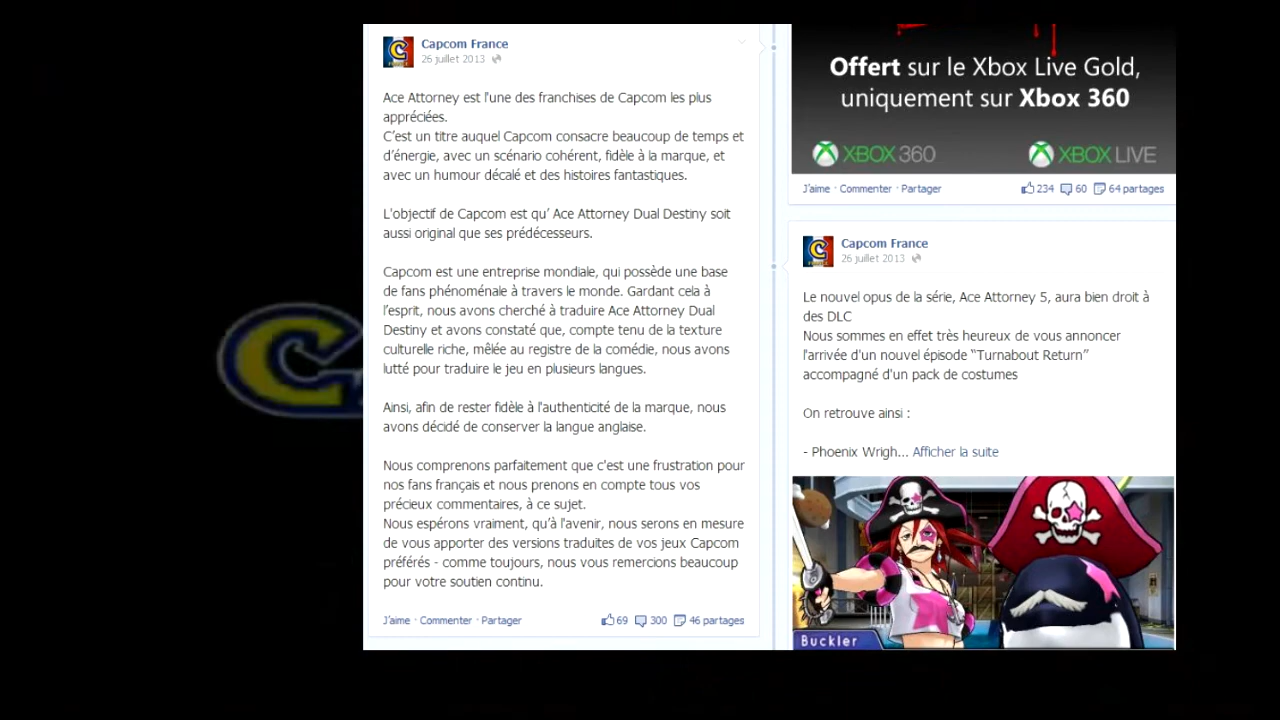 Capcom France
26 juillet 2013
Ace Attorney est l'une des franchises de Capcom les plus
appréciées.
C'est un titre auquel Capcom consacre beaucoup de temps et
d'énergie, avec un scénario cohérent, fidèle à la marque, et
avec un humour décalé et des histoires fantastiques.
L'objectif de Capcom est qu' Ace Attorney Dual Destiny soit
aussi original que ses prédécesseurs.
Capcom est une entreprise mondiale, qui possède une base
de fans phénoménale à travers le monde. Gardant cela à
l'esprit, nous avons cherché à traduire Ace Attorney Dual
Destiny et avons constaté que, compte tenu de la texture
culturelle riche, mêlée au registre de la comédie, nous avons
lutté pour traduire le jeu en plusieurs langues.
Ainsi, afin de rester fidèle à l'authenticité de la marque, nous
avons décidé de conserver la langue anglaise.
Nous comprenons parfaitement que c'est une frustration pour
nos fans français et nous prenons en compte tous vos
précieux commentaires, à ce sujet.
Nous espérons vraiment, qu'à l'avenir, nous serons en mesure
de vous apporter des versions traduites de vos jeux Capcom
préférés - comme toujours, nous vous remercions beaucoup
pour votre soutien continu.
J'aime · Commenter · Partager 69 300 46 partages
Offert sur le Xbox Live Gold,
uniquement sur Xbox 360
XBOX 360 XBOX LIVE
J'aime · Commenter · Partager 234 60 64 partages
Capcom France
26 juillet 2013
Le nouvel opus de la série, Ace Attorney 5, aura bien droit à
des DLC
Nous sommes en effet très heureux de vous annoncer
l'arrivée d'un nouvel épisode “Turnabout Return”
accompagné d'un pack de costumes
On retrouve ainsi :
- Phoenix Wrigh... Afficher la suite
Buckler